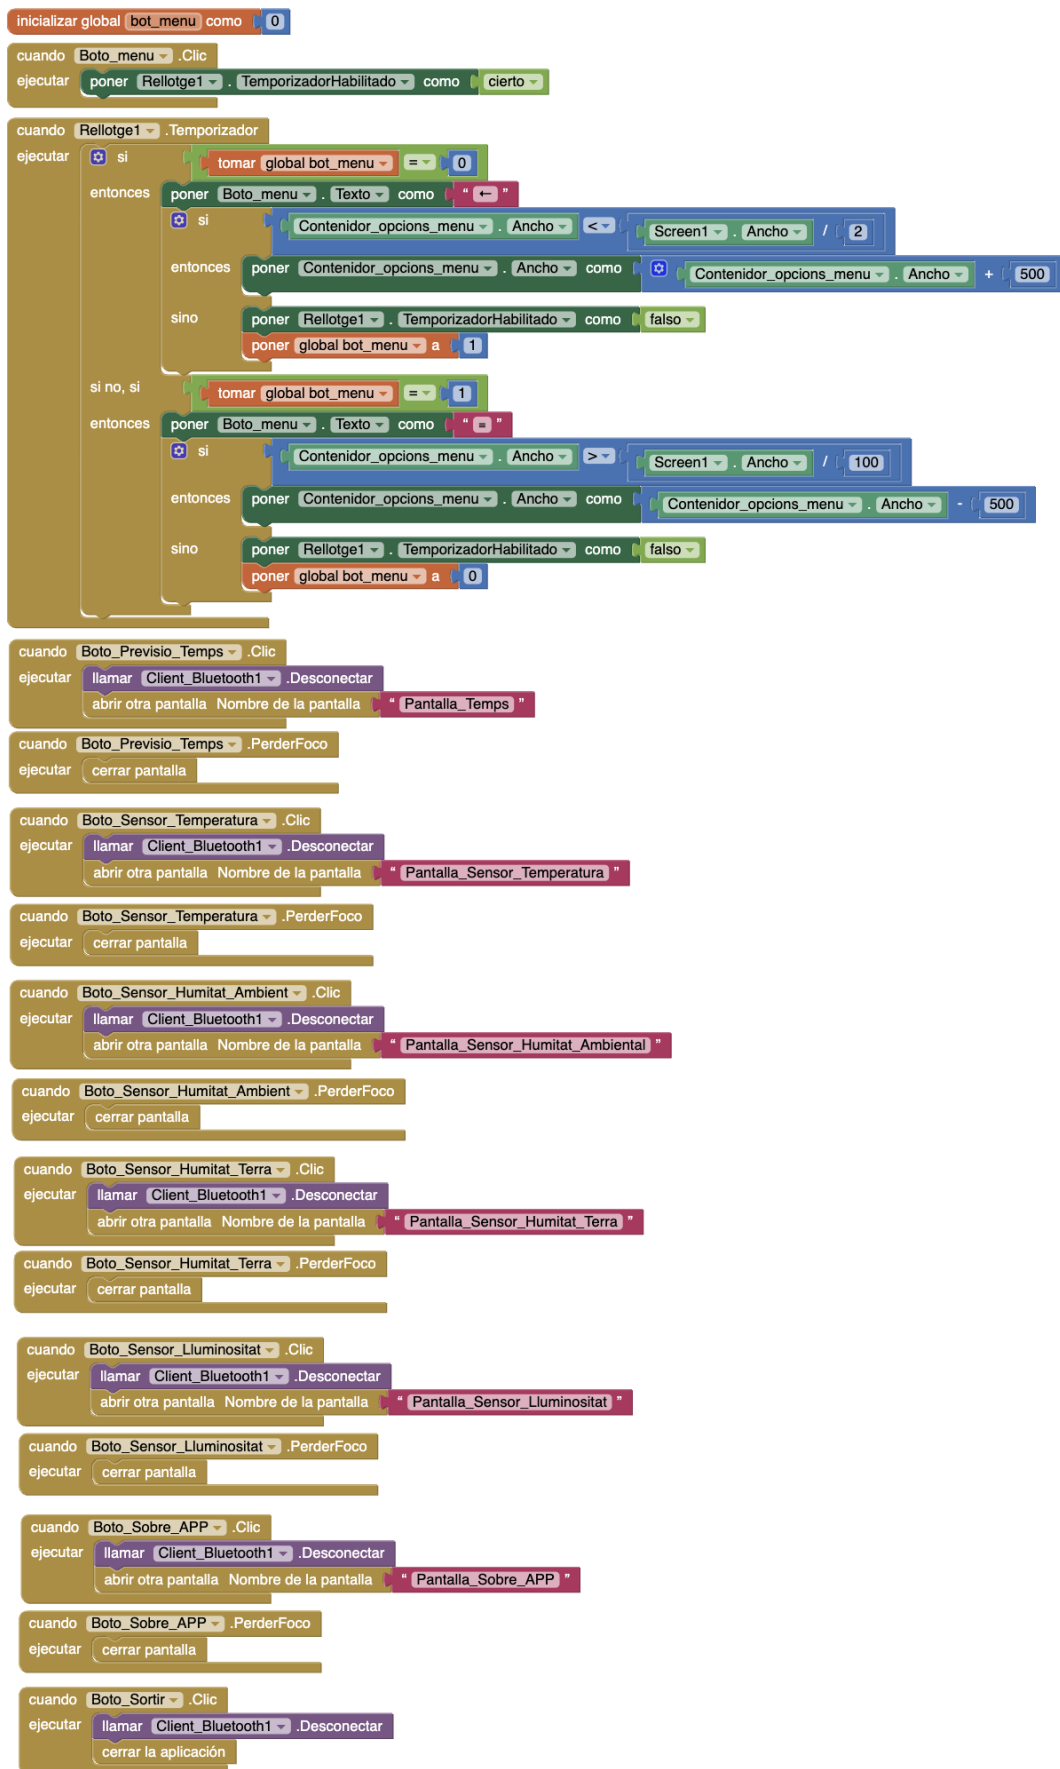 inicializar global bot_menu como 0
cuando Boto_menu .Clic
ejecutar poner Rellotge1 . TemporizadorHabilitado como cierto
cuando Rellotge1 .Temporizador
ejecutar si tomar global bot_menu = 0
entonces poner Boto_menu . Texto como " ← "
si Contenidor_opcions_menu . Ancho < Screen1 . Ancho / 2
entonces poner Contenidor_opcions_menu . Ancho como Contenidor_opcions_menu . Ancho + 500
sino poner Rellotge1 . TemporizadorHabilitado como falso
poner global bot_menu a 1
si no, si tomar global bot_menu = 1
entonces poner Boto_menu . Texto como " = "
si Contenidor_opcions_menu . Ancho > Screen1 . Ancho / 100
entonces poner Contenidor_opcions_menu . Ancho como Contenidor_opcions_menu . Ancho - 500
sino poner Rellotge1 . TemporizadorHabilitado como falso
poner global bot_menu a 0
cuando Boto_Previsio_Temps .Clic
ejecutar llamar Client_Bluetooth1 .Desconectar
abrir otra pantalla Nombre de la pantalla " Pantalla_Temps "
cuando Boto_Previsio_Temps .PerderFoco
ejecutar cerrar pantalla
cuando Boto_Sensor_Temperatura .Clic
ejecutar llamar Client_Bluetooth1 .Desconectar
abrir otra pantalla Nombre de la pantalla " Pantalla_Sensor_Temperatura "
cuando Boto_Sensor_Temperatura .PerderFoco
ejecutar cerrar pantalla
cuando Boto_Sensor_Humitat_Ambient .Clic
ejecutar llamar Client_Bluetooth1 .Desconectar
abrir otra pantalla Nombre de la pantalla " Pantalla_Sensor_Humitat_Ambiental "
cuando Boto_Sensor_Humitat_Ambient .PerderFoco
ejecutar cerrar pantalla
cuando Boto_Sensor_Humitat_Terra .Clic
ejecutar llamar Client_Bluetooth1 .Desconectar
abrir otra pantalla Nombre de la pantalla " Pantalla_Sensor_Humitat_Terra "
cuando Boto_Sensor_Humitat_Terra .PerderFoco
ejecutar cerrar pantalla
cuando Boto_Sensor_Lluminositat .Clic
ejecutar llamar Client_Bluetooth1 .Desconectar
abrir otra pantalla Nombre de la pantalla " Pantalla_Sensor_Lluminositat "
cuando Boto_Sensor_Lluminositat .PerderFoco
ejecutar cerrar pantalla
cuando Boto_Sobre_APP .Clic
ejecutar llamar Client_Bluetooth1 .Desconectar
abrir otra pantalla Nombre de la pantalla " Pantalla_Sobre_APP "
cuando Boto_Sobre_APP .PerderFoco
ejecutar cerrar pantalla
cuando Boto_Sortir .Clic
ejecutar llamar Client_Bluetooth1 .Desconectar
cerrar la aplicación